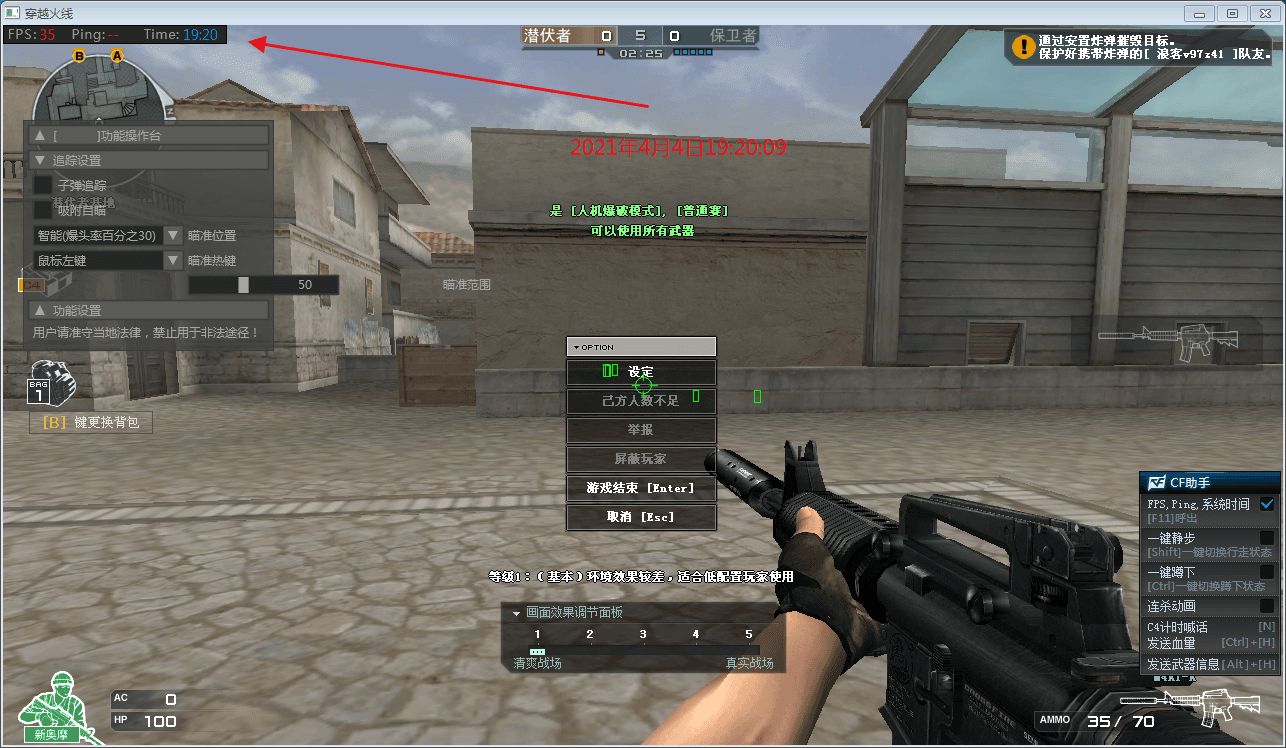 穿越火线
FPS:35 Ping:-- Time: 19:20
潜伏者 0 5 0 保卫者
02:25
B A
N
通过安置炸弹摧毁目标。
保护好携带炸弹的[ 浪客v97z41 ]队友。
2021年4月4日19:20:09
是 [人机爆破模式], [普通赛]
可以使用所有武器
▲ [ ]功能操作台
▼ 追踪设置
子弹追踪
潜伏者基地
吸附自瞄
智能(爆头率百分之30) ▼ 瞄准位置
鼠标左键 ▼ 瞄准热键
C4
50 瞄准范围
▲ 功能设置
用户请准守当地法律，禁止用于非法途径！
BAG
1
[B] 键更换背包
OPTION
设定
己方人数不足
举报
屏蔽玩家
游戏结束 [Enter]
取消 [Esc]
等级1：（基本）环境效果较差，适合低配置玩家使用
画面效果调节面板
1 2 3 4 5
清爽战场 真实战场
CF助手
FPS, Ping, 系统时间
[F11]呼出
一键静步
[Shift]一键切换行走状态
一键蹲下
[Ctrl]一键切换蹲下状态
连杀动画
C4计时喊话 [N]
发送血量 [Ctrl]+[H]
发送武器信息[Alt]+[H]
AC 0
HP 100
新奥摩
AMMO 35/ 70